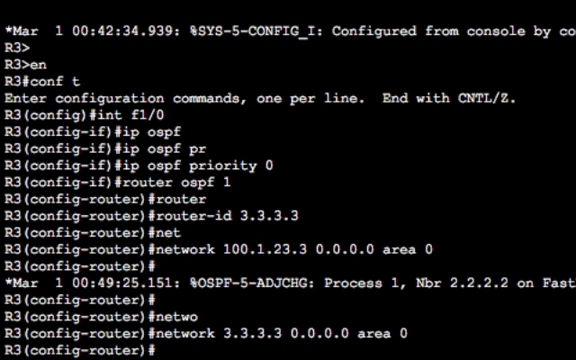 *Mar  1 00:42:34.939: %SYS-5-CONFIG_I: Configured from console by co
R3>
R3>en
R3#conf t
Enter configuration commands, one per line.  End with CNTL/Z.
R3(config)#int f1/0
R3(config-if)#ip ospf
R3(config-if)#ip ospf pr
R3(config-if)#ip ospf priority 0
R3(config-if)#router ospf 1
R3(config-router)#router
R3(config-router)#router-id 3.3.3.3
R3(config-router)#net
R3(config-router)#network 100.1.23.3 0.0.0.0 area 0
R3(config-router)#
*Mar  1 00:49:25.151: %OSPF-5-ADJCHG: Process 1, Nbr 2.2.2.2 on Fast
R3(config-router)#
R3(config-router)#netwo
R3(config-router)#network 3.3.3.3 0.0.0.0 area 0
R3(config-router)#